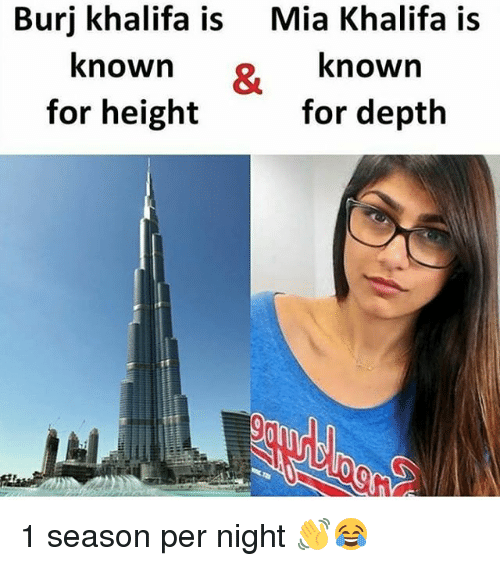 Burj khalifa is
known
for height
&
Mia Khalifa is
known
for depth
1 season per night 👋😂